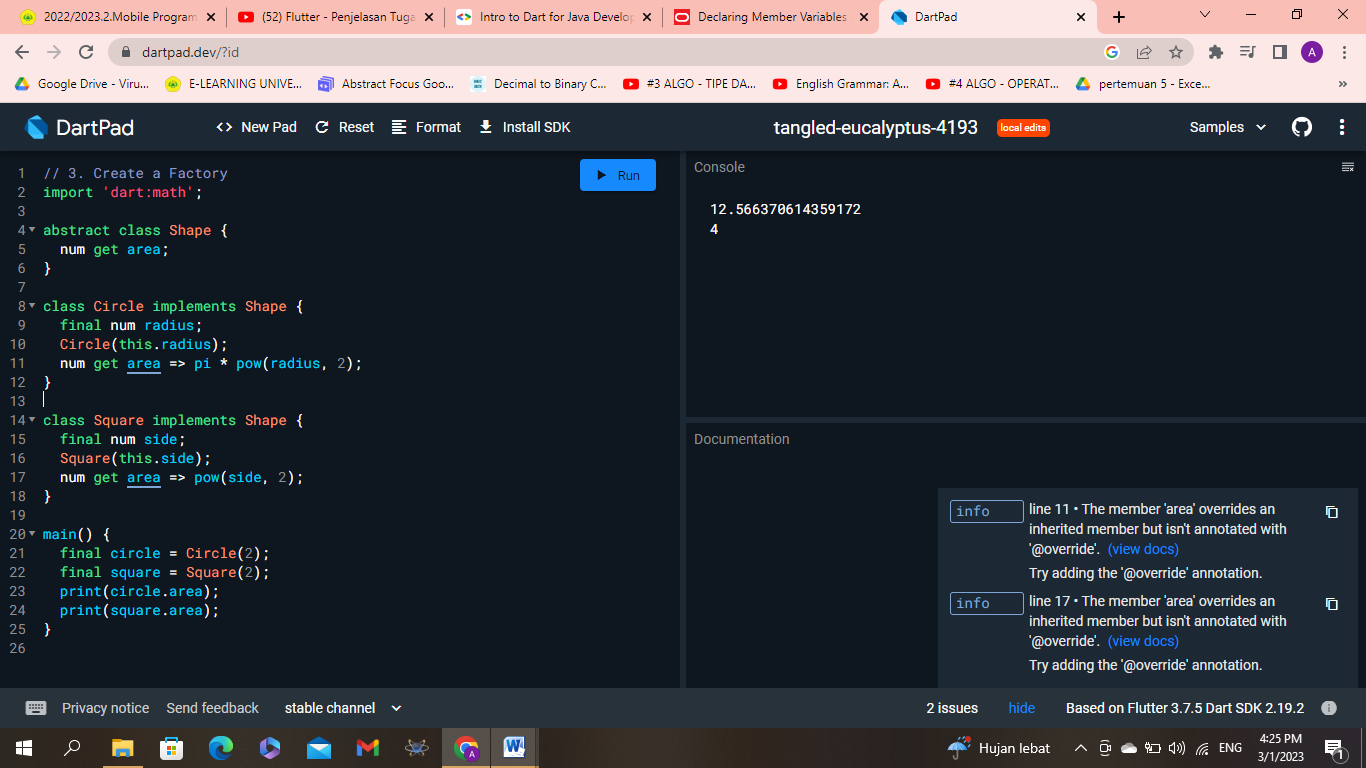 2022/2023.2.Mobile Program
(52) Flutter - Penjelasan Tuga
Intro to Dart for Java Develop
Declaring Member Variables
DartPad
dartpad.dev/?id
A
Google Drive - Viru...
E-LEARNING UNIVE...
Abstract Focus Goo...
Decimal to Binary C...
#3 ALGO - TIPE DA...
English Grammar: A...
#4 ALGO - OPERAT...
pertemuan 5 - Exce...
»
DartPad
<> New Pad
Reset
Format
Install SDK
tangled-eucalyptus-4193
local edits
Samples
Run
1 // 3. Create a Factory
2 import 'dart:math';
3
4 abstract class Shape {
5   num get area;
6 }
7
8 class Circle implements Shape {
9   final num radius;
10   Circle(this.radius);
11   num get area => pi * pow(radius, 2);
12 }
13
14 class Square implements Shape {
15   final num side;
16   Square(this.side);
17   num get area => pow(side, 2);
18 }
19
20 main() {
21   final circle = Circle(2);
22   final square = Square(2);
23   print(circle.area);
24   print(square.area);
25 }
26
Console
12.566370614359172
4
Documentation
info
line 11 • The member 'area' overrides an
inherited member but isn't annotated with
'@override'. (view docs)
Try adding the '@override' annotation.
info
line 17 • The member 'area' overrides an
inherited member but isn't annotated with
'@override'. (view docs)
Try adding the '@override' annotation.
Privacy notice
Send feedback
stable channel
2 issues
hide
Based on Flutter 3.7.5 Dart SDK 2.19.2
Hujan lebat
ENG
4:25 PM
3/1/2023
1